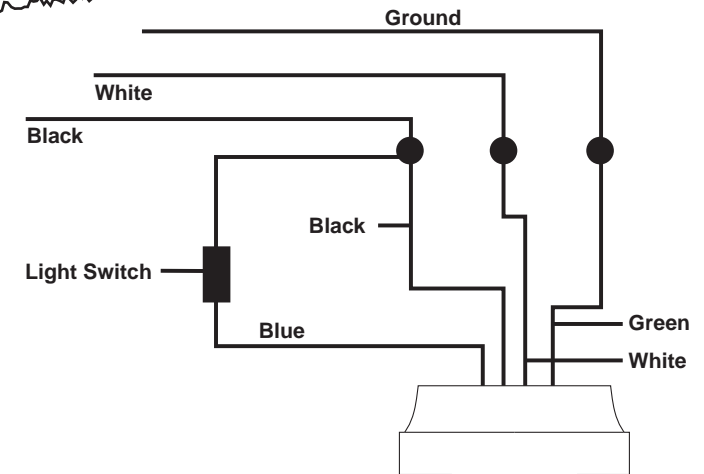 Ground
White
Black
Black
Light Switch
Blue
Green
White